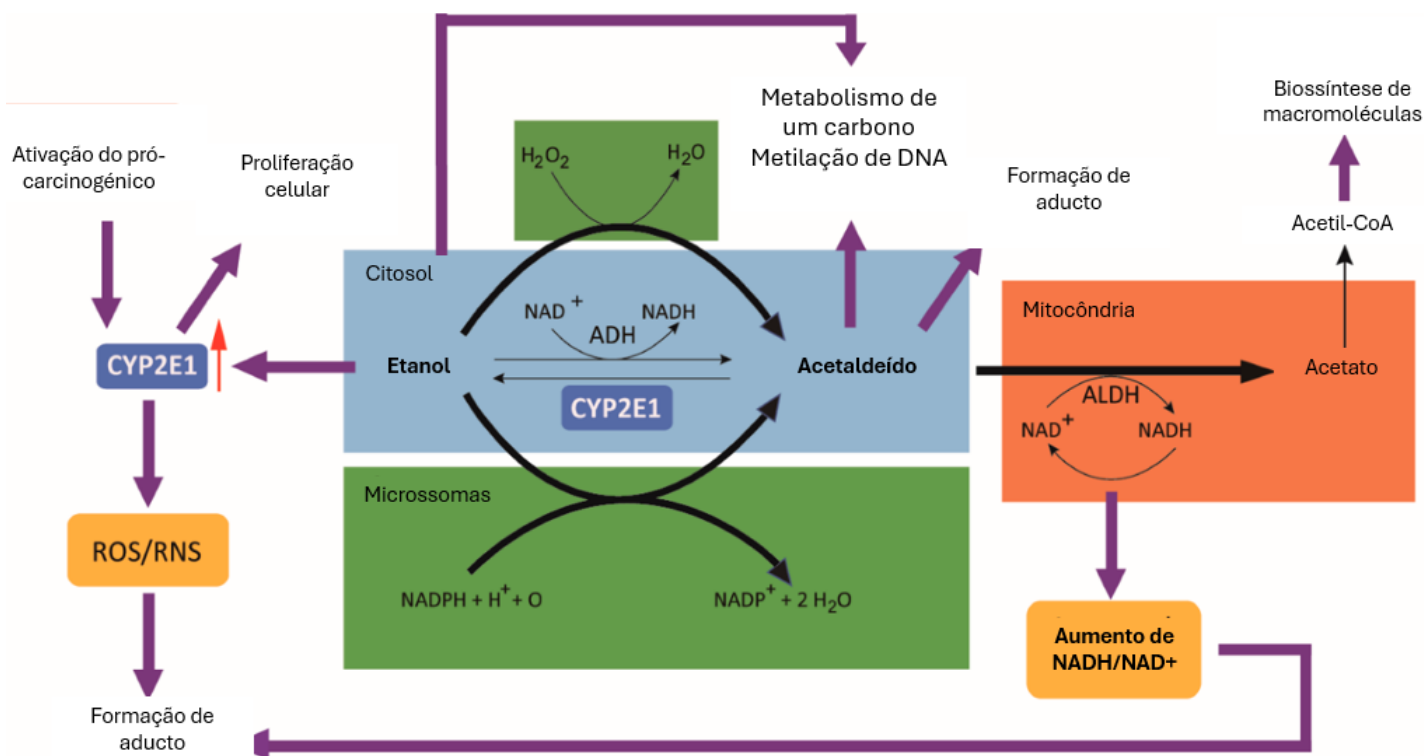 Ativação do pró-
carcinogénico
Proliferação
celular
H₂O₂
H₂O
Metabolismo de
um carbono
Metilação de DNA
Formação de
aducto
Biossíntese de
macromoléculas
Acetil-CoA
Citosol
NAD⁺
NADH
ADH
Etanol
Acetaldeído
CYP2E1
CYP2E1
Mitocôndria
Acetato
ALDH
NAD⁺
NADH
Microssomas
NADPH + H⁺ + O
NADP⁺ + 2 H₂O
ROS/RNS
Aumento de
NADH/NAD+
Formação de
aducto